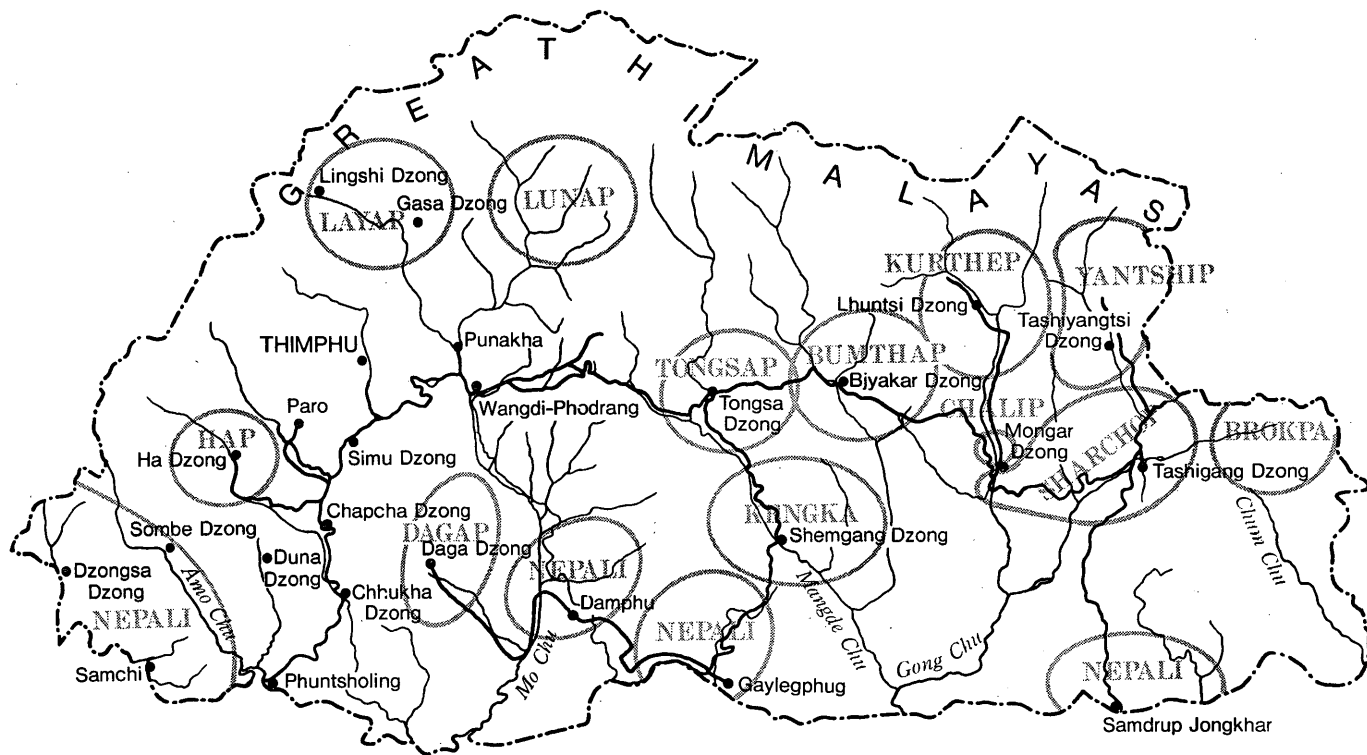 GREAT HIMALAYAS
Lingshi Dzong
Gasa Dzong
LAYAP
LUNAP
KURTHEP
YANTSHIP
Lhuntsi Dzong
Tashiyangtsi
Dzong
THIMPHU
Punakha
TONGSAP
BUMTHAP
Bjyakar Dzong
Wangdi-Phodrang
Tongsa
Dzong
CHALIP
Paro
HAP
Ha Dzong
Simu Dzong
Mongar
Dzong
SHARCHOP
BROKPA
Tashigang Dzong
Chapcha Dzong
DAGAP
Daga Dzong
KENGKA
Shemgang Dzong
Sombe Dzong
Duna
Dzong
Dzongsa
Dzong
Amo Chu
NEPALI
Chhukha
Dzong
NEPALI
Damphu
Mangde Chu
Chum Chu
NEPALI
Samchi
Phuntsholing
Mo Chu
Gaylegphug
Gong Chu
NEPALI
Samdrup Jongkhar